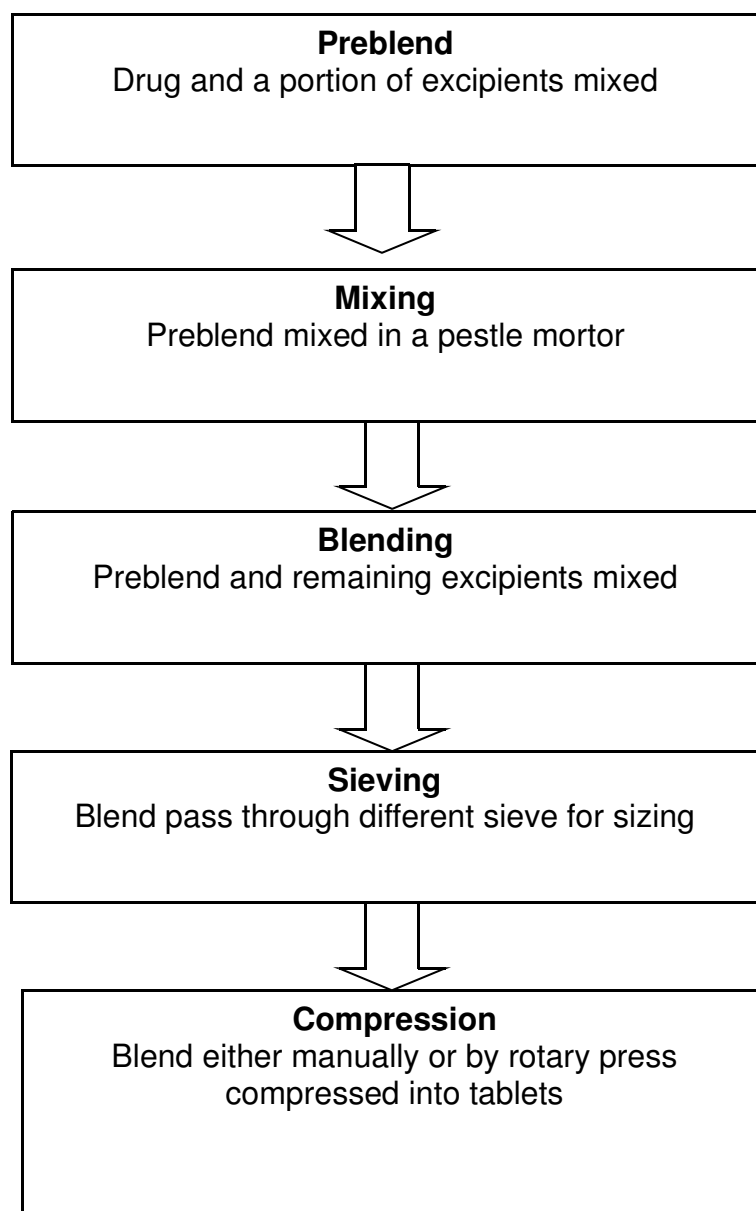 Preblend
Drug and a portion of excipients mixed
Mixing
Preblend mixed in a pestle mortor
Blending
Preblend and remaining excipients mixed
Sieving
Blend pass through different sieve for sizing
Compression
Blend either manually or by rotary press
compressed into tablets